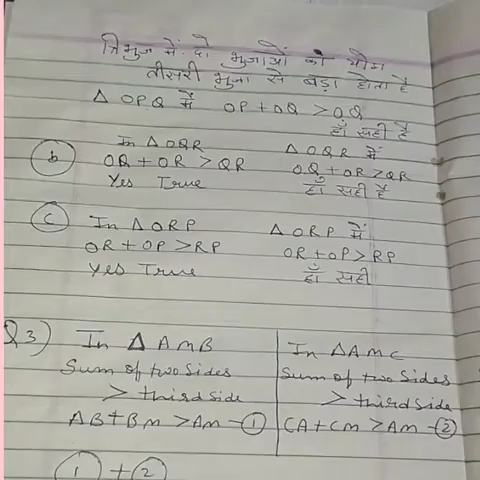 त्रिभुज में दो भुजाओं का योग
तीसरी भुजा से बड़ा होता है
△ OPQ में OP + OQ > OQ
हाँ सही है
(b) In △ OQR
OQ + OR > QR
Yes True
△ OQR में
OQ + OR > QR
हाँ सही है
(c) In △ ORP
OR + OP > RP
Yes True
△ ORP में
OR + OP > RP
हाँ सही
Q3) In △ AMB
Sum of two sides
> third side
AB + BM > AM - (1)
In △ AMC
Sum of two sides
> third side
CA + CM > AM - (2)
(1) + (2)